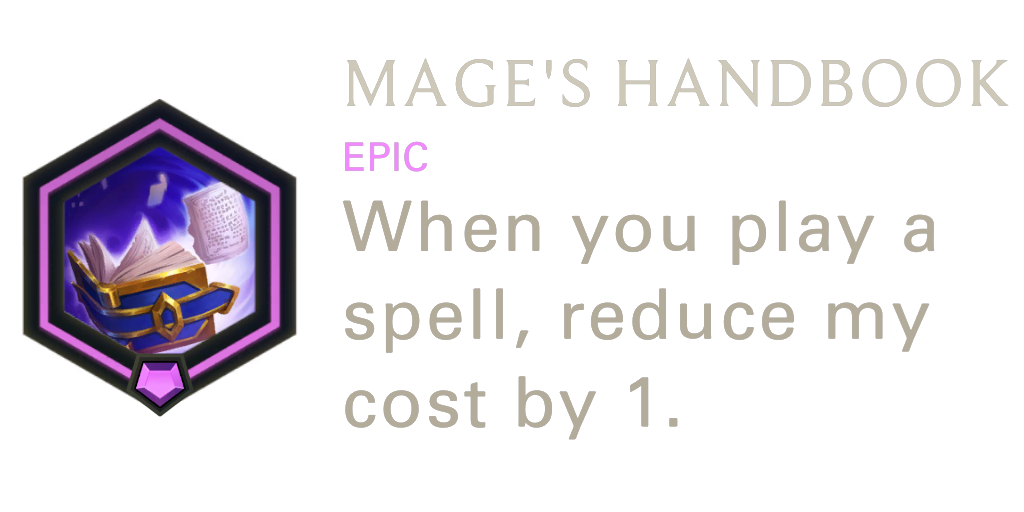 MAGE'S HANDBOOK
EPIC
When you play a
spell, reduce my
cost by 1.